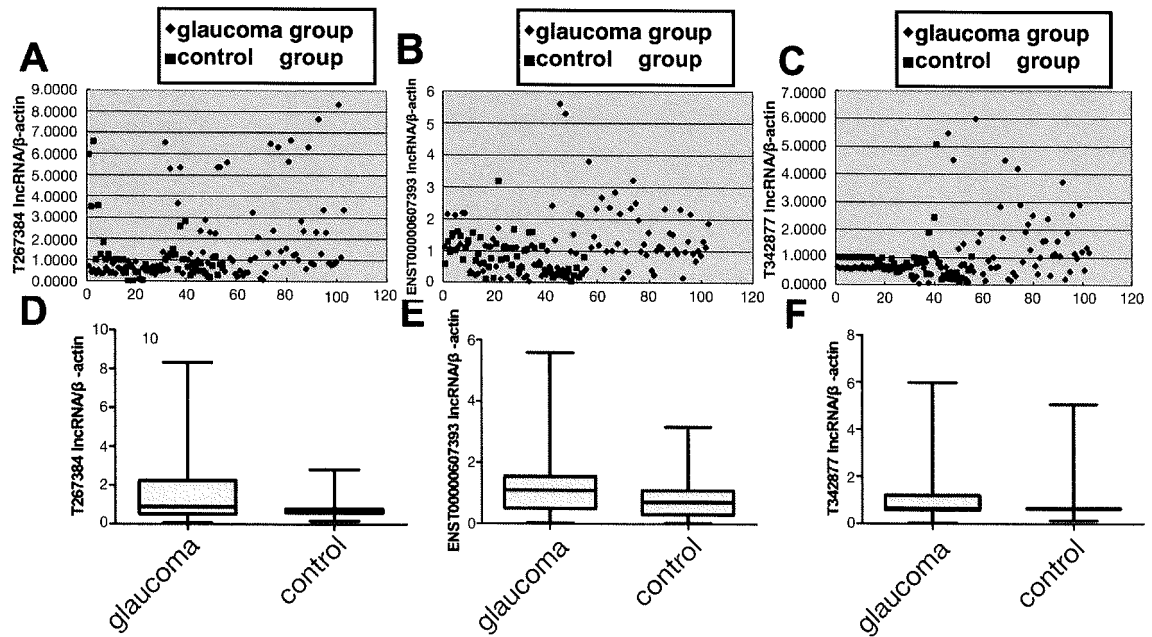 A
◆glaucoma group
■control group
T267384 lncRNA/β-actin
9.0000
8.0000
7.0000
6.0000
5.0000
4.0000
3.0000
2.0000
1.0000
0.0000
0 20 40 60 80 100 120
B
◆glaucoma group
■control group
ENST00000607393 lncRNA/β-actin
6
5
4
3
2
1
0
0 20 40 60 80 100 120
C
◆glaucoma group
■control group
T342877 lncRNA/β-actin
7.0000
6.0000
5.0000
4.0000
3.0000
2.0000
1.0000
0.0000
0 20 40 60 80 100 120
D
T267384 lncRNA/β -actin
10
10
8
6
4
2
0
glaucoma
control
E
ENST00000607393 lncRNA/β -actin
6
4
2
0
glaucoma
control
F
T342877 lncRNA/β -actin
8
6
4
2
0
glaucoma
control